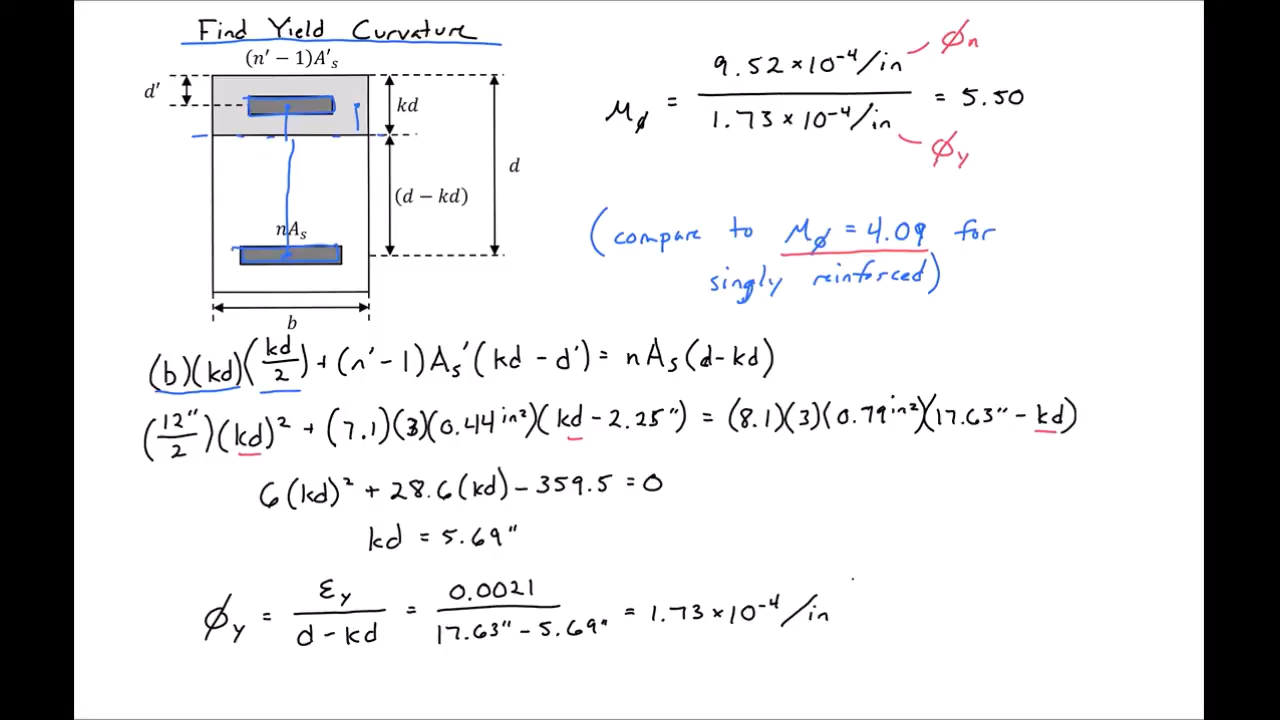 Find Yield Curvature
(n′ − 1)A′ₛ
d′
kd
d
(d − kd)
nAₛ
b
μ_ϕ = 9.52×10⁻⁴/in / 1.73×10⁻⁴/in = 5.50
ϕn
ϕy
(compare to μ_ϕ = 4.09 for
singly reinforced)
(b)(kd)(kd/2) + (n′ − 1)Aₛ′(kd − d′) = nAₛ(d − kd)
(12"/2)(kd)² + (7.1)(3)(0.44 in²)(kd − 2.25") = (8.1)(3)(0.79 in²)(17.63" − kd)
6(kd)² + 28.6(kd) − 359.5 = 0
kd = 5.69"
ϕy = εy / d − kd = 0.0021 / 17.63" − 5.69" = 1.73×10⁻⁴/in